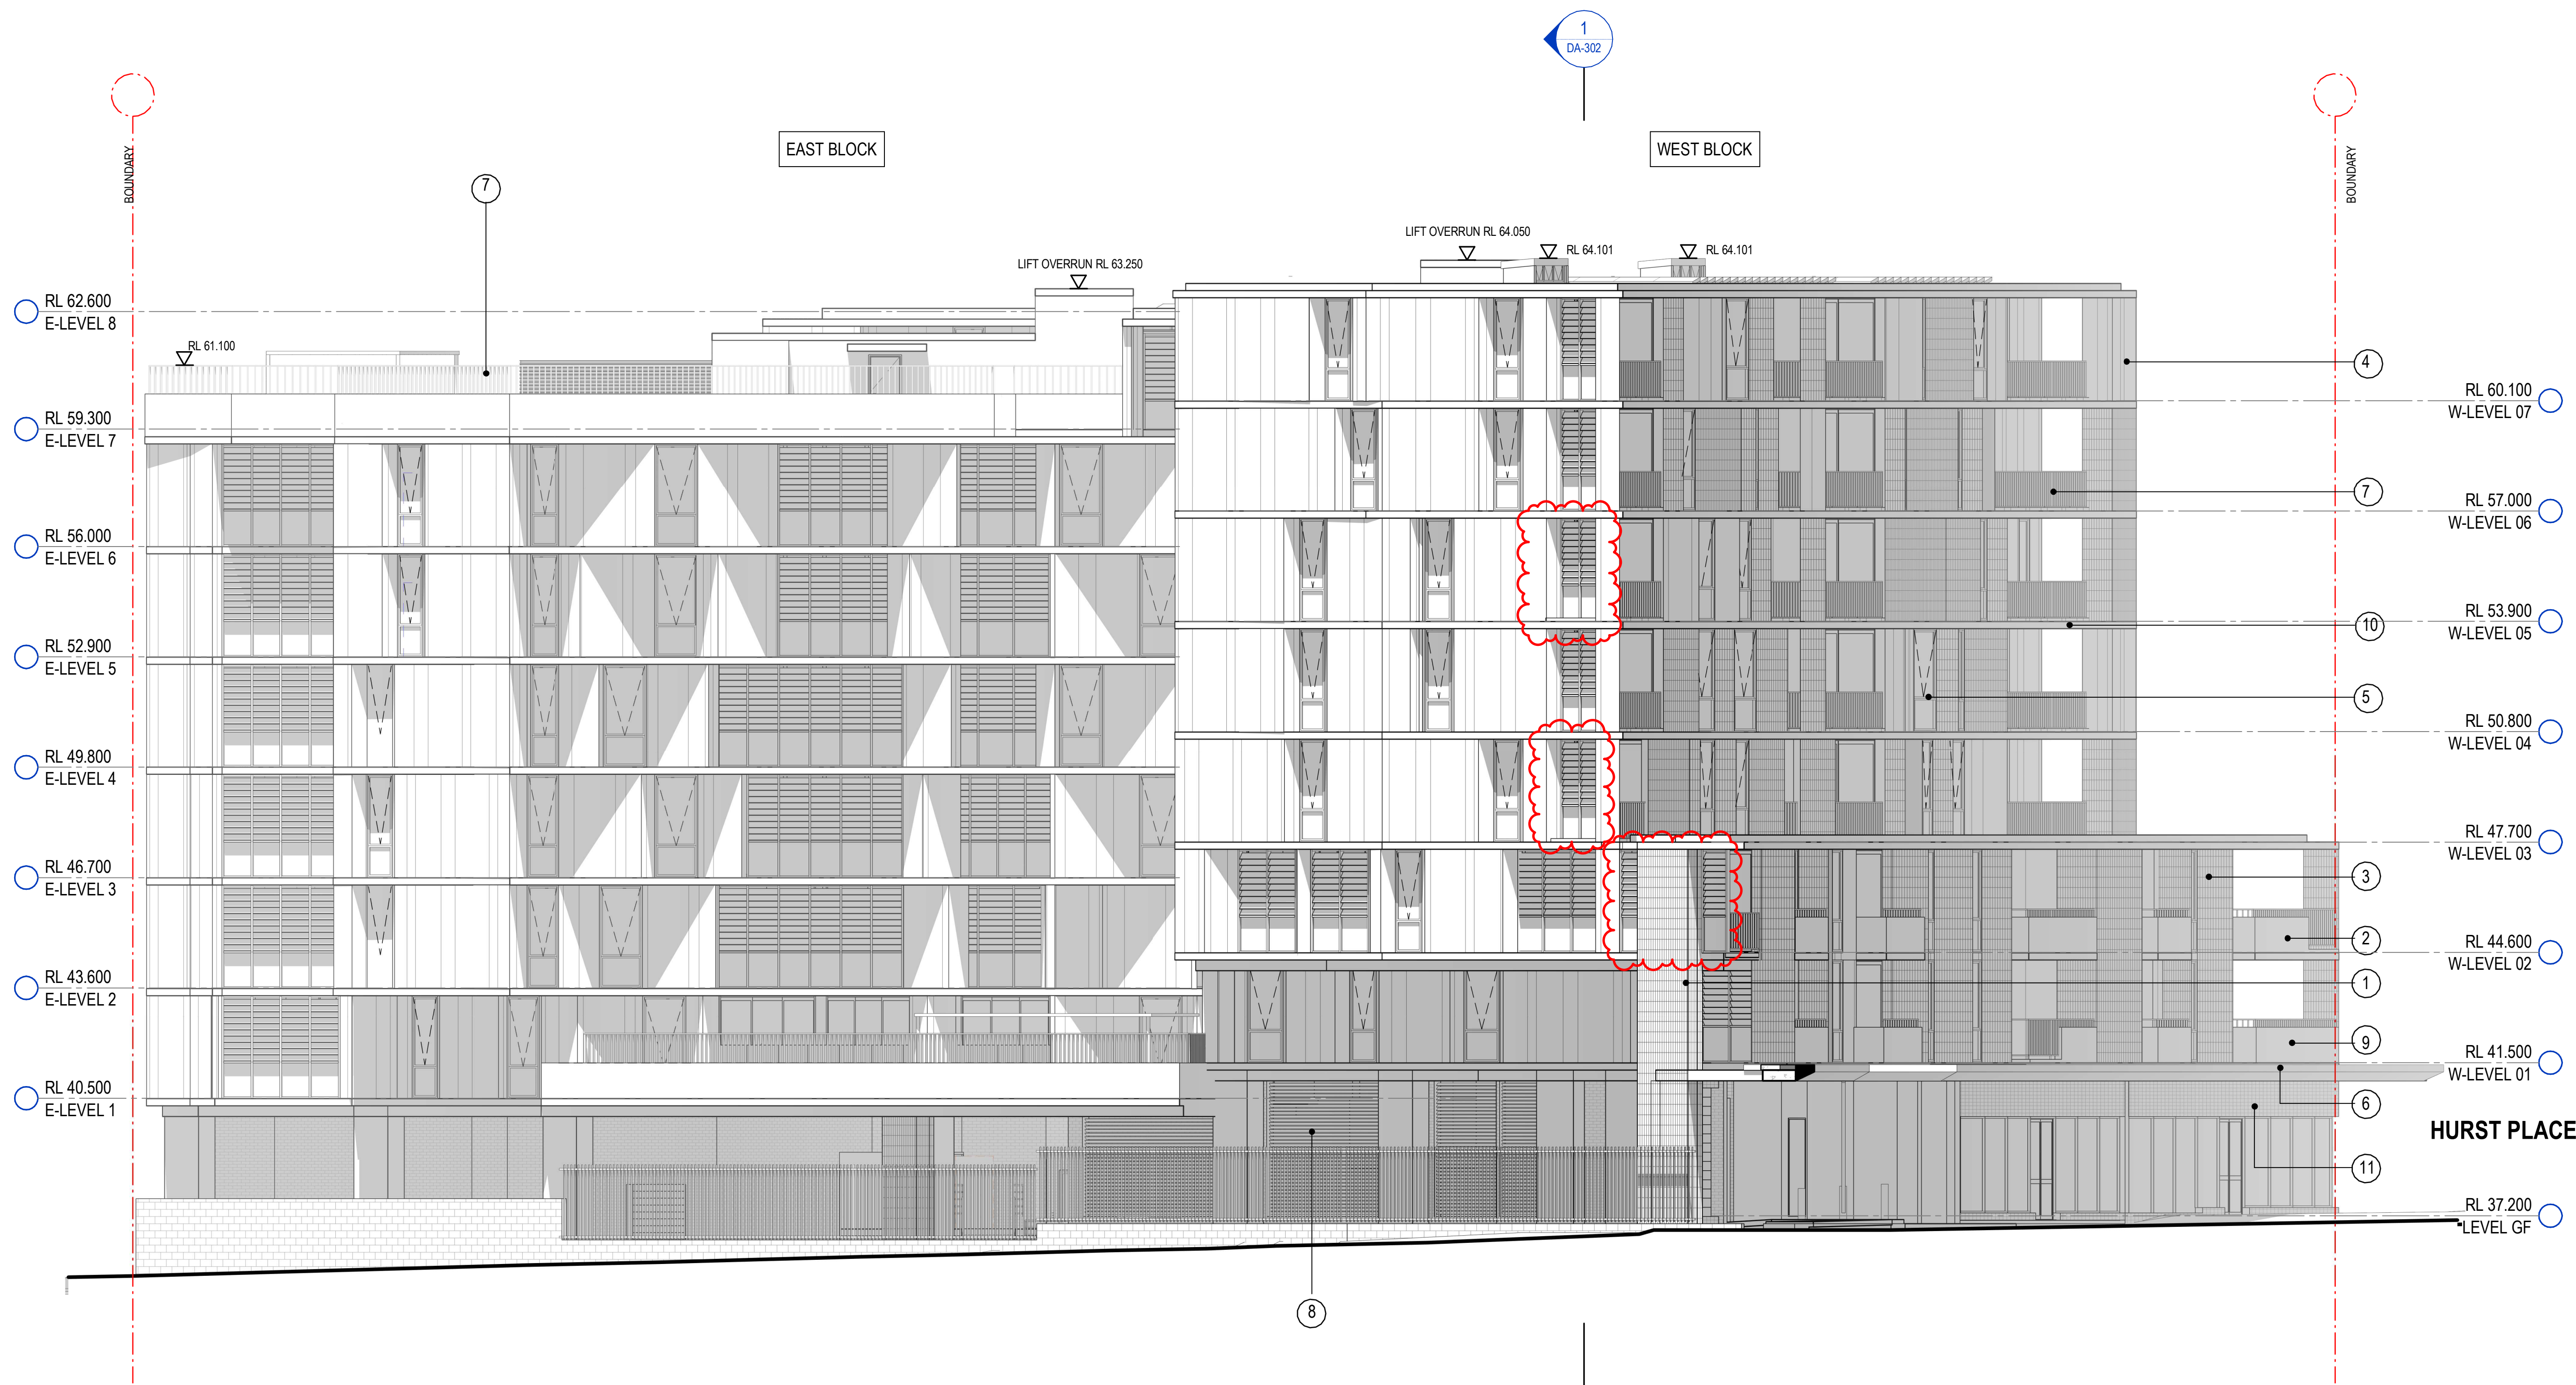 1
DA-302
BOUNDARY
EAST BLOCK
WEST BLOCK
BOUNDARY
7
LIFT OVERRUN RL 64.050
RL 64.101
RL 64.101
LIFT OVERRUN RL 63.250
RL 62.600
E-LEVEL 8
RL 61.100
4
RL 60.100
W-LEVEL 07
RL 59.300
E-LEVEL 7
7
RL 57.000
W-LEVEL 06
RL 56.000
E-LEVEL 6
RL 53.900
W-LEVEL 05
10
RL 52.900
E-LEVEL 5
5
RL 50.800
W-LEVEL 04
RL 49.800
E-LEVEL 4
RL 47.700
W-LEVEL 03
RL 46.700
E-LEVEL 3
3
2
RL 44.600
W-LEVEL 02
RL 43.600
E-LEVEL 2
1
9
RL 41.500
W-LEVEL 01
RL 40.500
E-LEVEL 1
6
HURST PLACE
11
RL 37.200
LEVEL GF
8